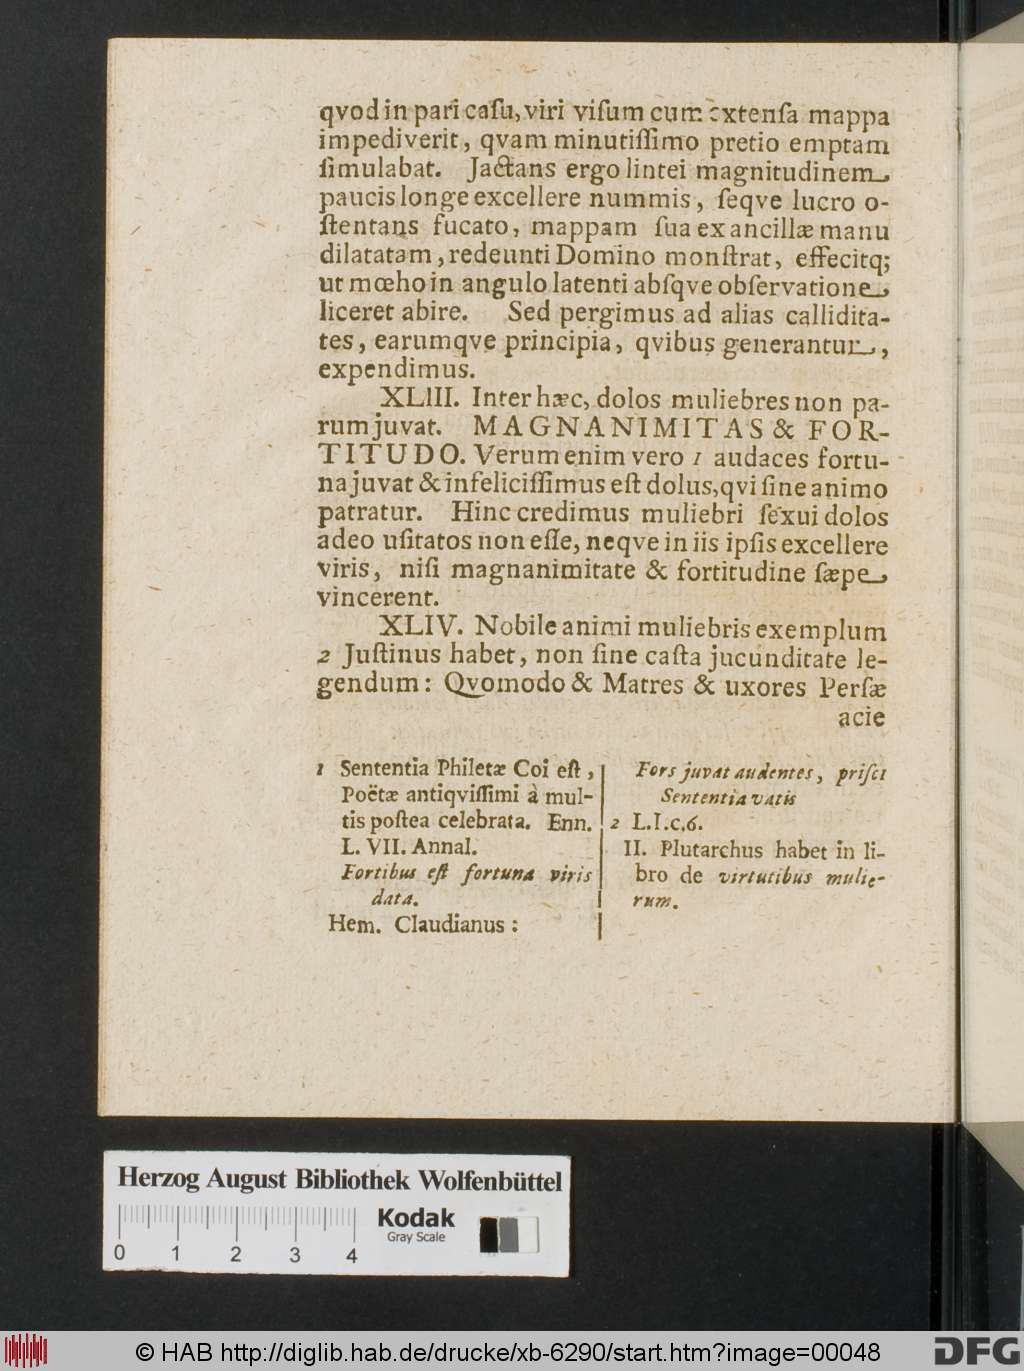 qvod in pari caſu, viri viſum cum extenſa mappa
impediverit, qvam minutiſſimo pretio emptam
ſimulabat. Jactans ergo lintei magnitudinem
paucis longe excellere nummis, ſeqve lucro o-
ſtentans fucato, mappam ſua ex ancillæ manu
dilatatam, redeunti Domino monſtrat, effecitq;
ut mœho in angulo latenti abſqve obſervatione
liceret abire. Sed pergimus ad alias callidita-
tes, earumqve principia, qvibus generantur,
expendimus.
XLIII. Inter hæc, dolos muliebres non pa-
rum juvat. MAGNANIMITAS & FOR-
TITUDO. Verum enim vero 1 audaces fortu-
na juvat & infeliciſſimus eſt dolus, qvi ſine animo
patratur. Hinc credimus muliebri ſexui dolos
adeo uſitatos non eſſe, neqve in iis ipſis excellere
viris, niſi magnanimitate & fortitudine ſæpe
vincerent.
XLIV. Nobile animi muliebris exemplum
2 Juſtinus habet, non ſine caſta jucunditate le-
gendum: Qvomodo & Matres & uxores Perſæ
acie
1 Sententia Philetæ Coi eſt,
Poëtæ antiqviſſimi à mul-
tis poſtea celebrata. Enn.
L. VII. Annal.
Fortibus eſt fortuna viris
data.
Hem. Claudianus:
Fors juvat audentes, priſci
Sententia vatis
2 L.I.c.6.
II. Plutarchus habet in li-
bro de virtutibus mulie-
rum.
Herzog August Bibliothek Wolfenbüttel
Kodak
Gray Scale
0 1 2 3 4
© HAB http://diglib.hab.de/drucke/xb-6290/start.htm?image=00048
DFG